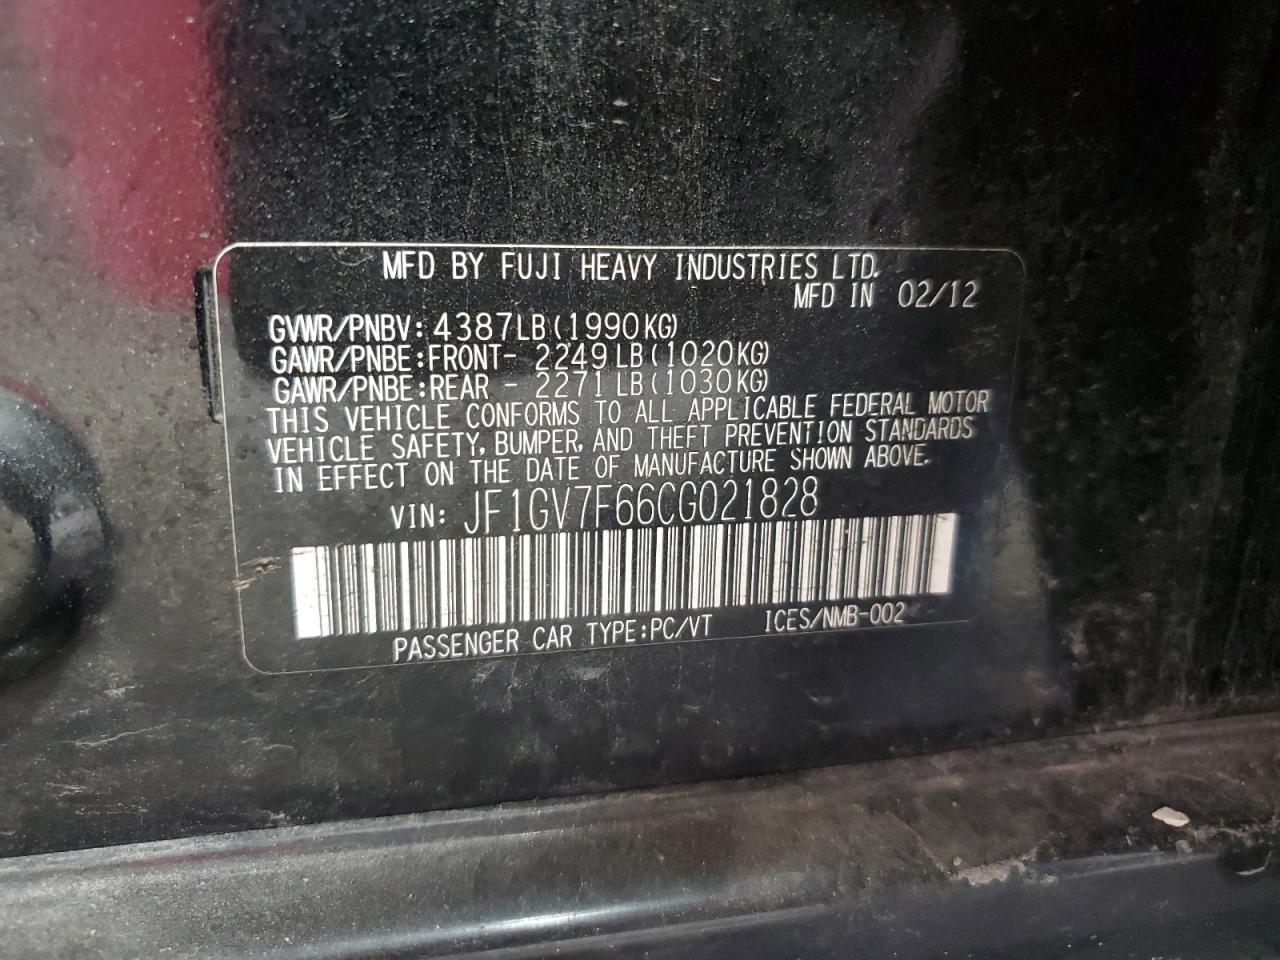 MFD BY FUJI HEAVY INDUSTRIES LTD.
MFD IN 02/12
GVWR/PNBV: 4387LB (1990KG)
GAWR/PNBE:FRONT- 2249LB (1020KG)
GAWR/PNBE:REAR - 2271LB (1030KG)
THIS VEHICLE CONFORMS TO ALL APPLICABLE FEDERAL MOTOR
VEHICLE SAFETY, BUMPER, AND THEFT PREVENTION STANDARDS
IN EFFECT ON THE DATE OF MANUFACTURE SHOWN ABOVE.
VIN: JF1GV7F66CG021828
PASSENGER CAR TYPE:PC/VT ICES/NMB-002